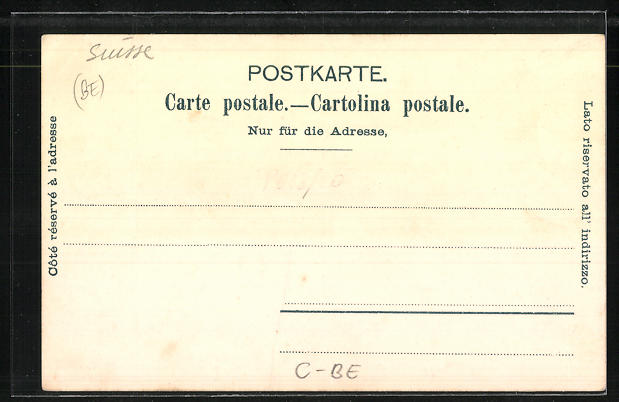 Suisse
(BE)
POSTKARTE.
Carte postale.—Cartolina postale.
Nur für die Adresse,
Côté réservé à l'adresse
Lato riservato all' indirizzo.
C-BE